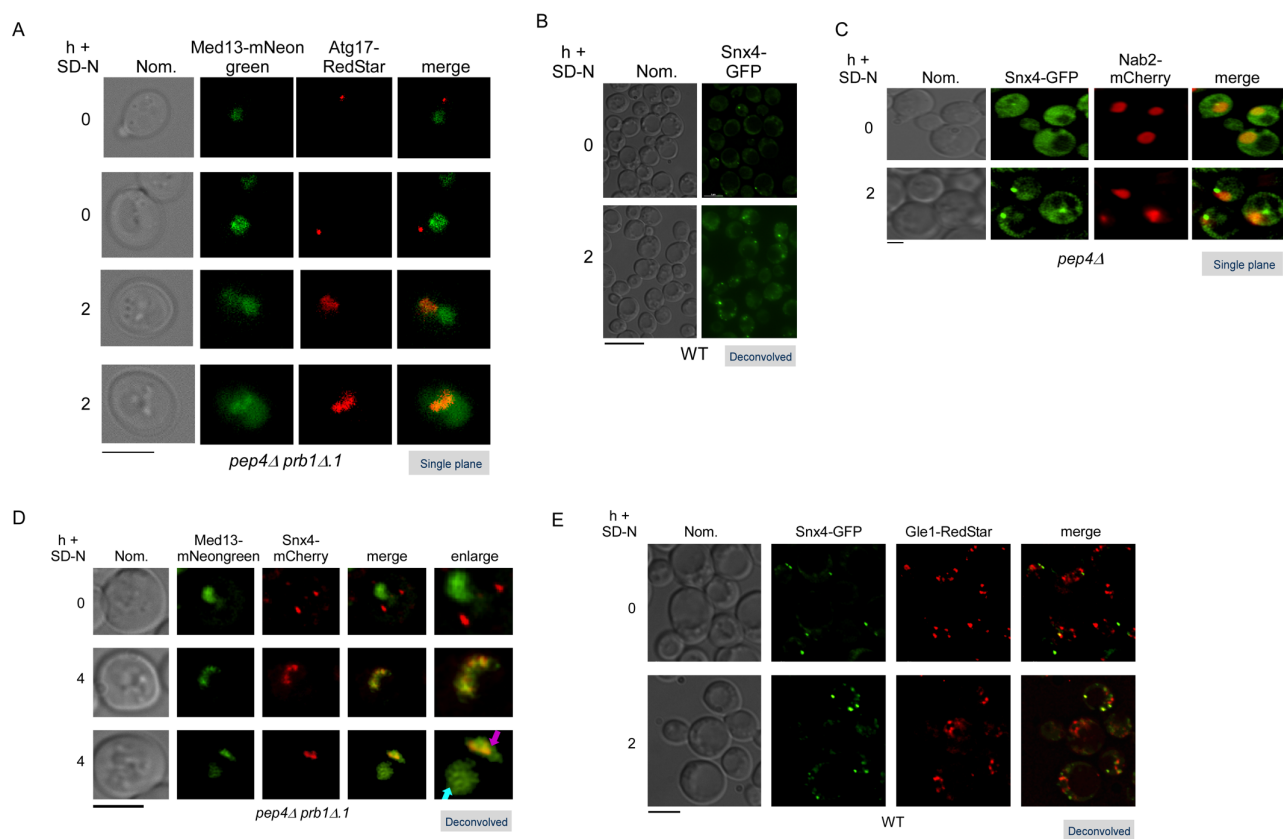 A
h +
SD-N
Nom.
Med13-mNeon
green
Atg17-
RedStar
merge
0
0
2
2
pep4Δ prb1Δ.1
Single plane
B
h +
SD-N
Nom.
Snx4-
GFP
0
2
WT
Deconvolved
C
h +
SD-N
Nom.
Snx4-GFP
Nab2-
mCherry
merge
0
2
pep4Δ
Single plane
D
h +
SD-N
Nom.
Med13-
mNeongreen
Snx4-
mCherry
merge
enlarge
0
4
4
pep4Δ prb1Δ.1
Deconvolved
E
h +
SD-N
Nom.
Snx4-GFP
Gle1-RedStar
merge
0
2
WT
Deconvolved